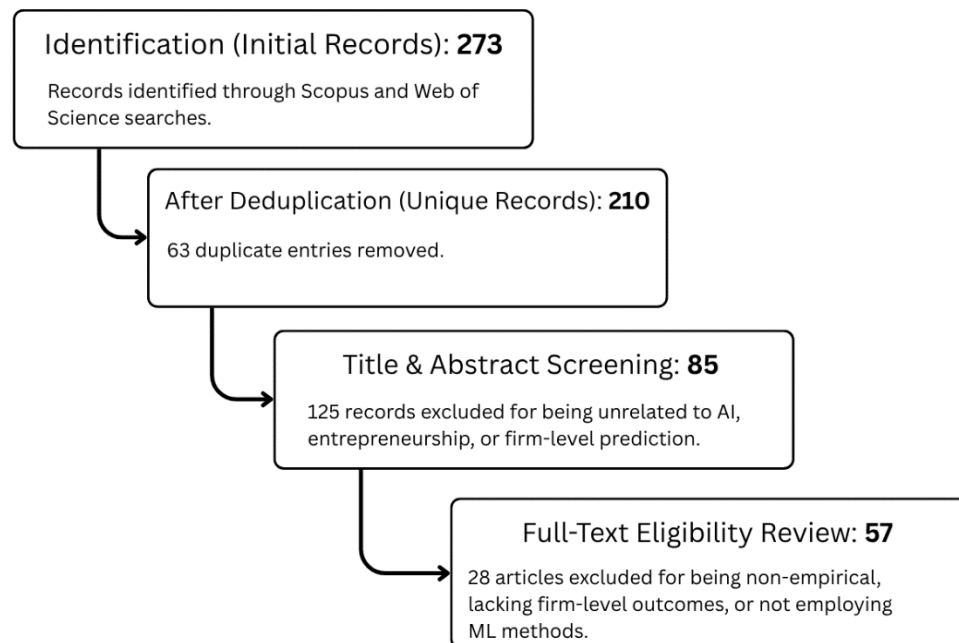 Identification (Initial Records): 273
Records identified through Scopus and Web of
Science searches.
After Deduplication (Unique Records): 210
63 duplicate entries removed.
Title & Abstract Screening: 85
125 records excluded for being unrelated to AI,
entrepreneurship, or firm-level prediction.
Full-Text Eligibility Review: 57
28 articles excluded for being non-empirical,
lacking firm-level outcomes, or not employing
ML methods.